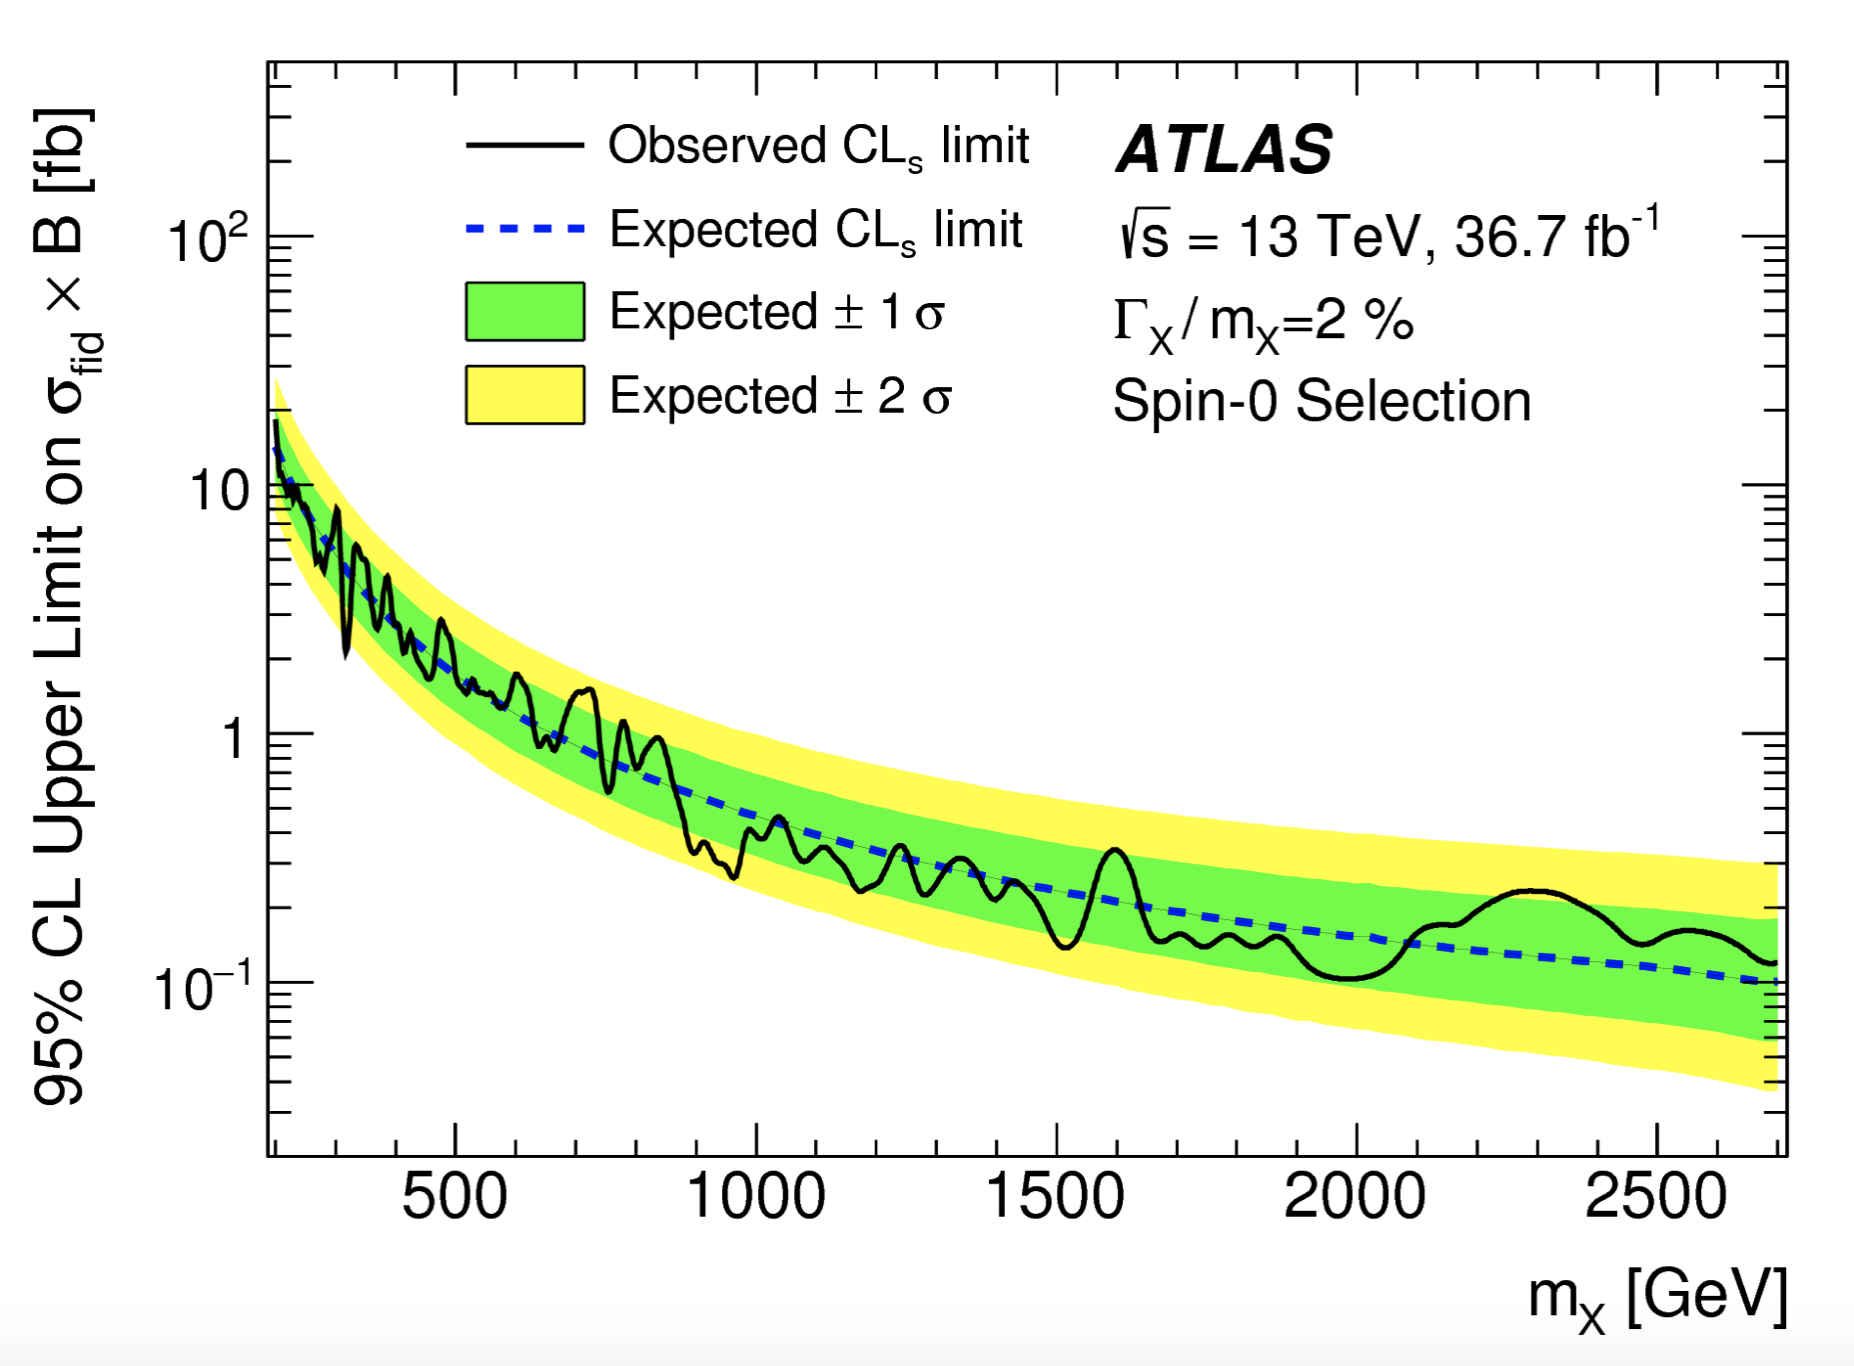 95% CL Upper Limit on σfid × B [fb]
10²
10
1
10⁻¹
Observed CLs limit
Expected CLs limit
Expected ± 1 σ
Expected ± 2 σ
ATLAS
√s = 13 TeV, 36.7 fb⁻¹
ΓX / mX=2 %
Spin-0 Selection
500 1000 1500 2000 2500
mX [GeV]